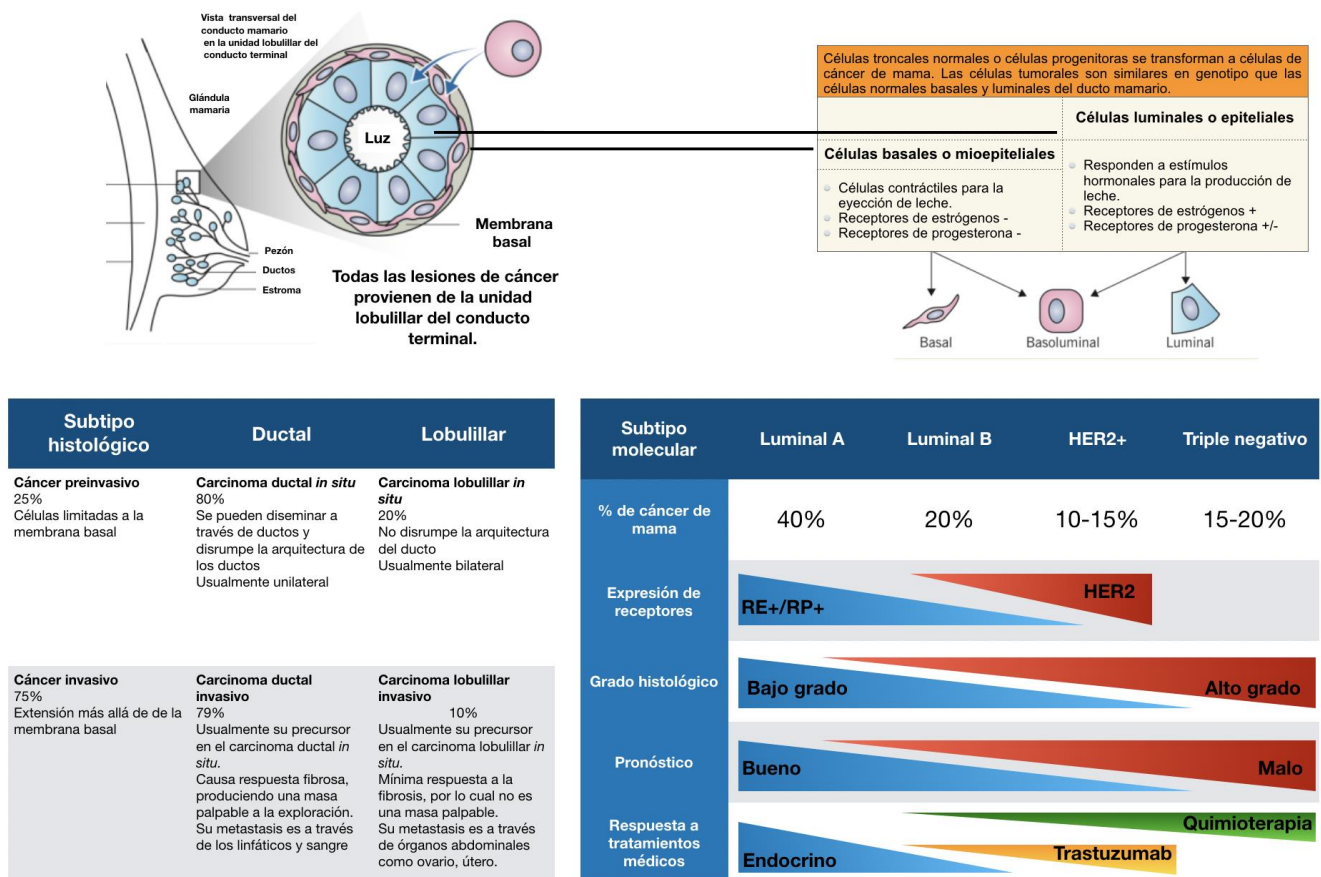 Vista transversal del
conducto mamario
en la unidad lobulillar del
conducto terminal
Glándula
mamaria
Luz
Membrana
basal
Pezón
Ductos
Estroma
Todas las lesiones de cáncer
provienen de la unidad
lobulillar del conducto
terminal.
Células troncales normales o células progenitoras se transforman a células de
cáncer de mama. Las células tumorales son similares en genotipo que las
células normales basales y luminales del ducto mamario.
Células luminales o epiteliales
Células basales o mioepiteliales
Células contráctiles para la
eyección de leche.
Receptores de estrógenos -
Receptores de progesterona -
Responden a estímulos
hormonales para la producción de
leche.
Receptores de estrógenos +
Receptores de progesterona +/-
Basal
Basoluminal
Luminal
Subtipo
histológico
Ductal
Lobulillar
Cáncer preinvasivo
25%
Células limitadas a la
membrana basal
Carcinoma ductal in situ
80%
Se pueden diseminar a
través de ductos y
disrumpe la arquitectura de
los ductos
Usualmente unilateral
Carcinoma lobulillar in
situ
20%
No disrumpe la arquitectura
del ducto
Usualmente bilateral
Cáncer invasivo
75%
Extensión más allá de de la
membrana basal
Carcinoma ductal
invasivo
79%
Usualmente su precursor
en el carcinoma ductal in
situ.
Causa respuesta fibrosa,
produciendo una masa
palpable a la exploración.
Su metastasis es a través
de los linfáticos y sangre
Carcinoma lobulillar
invasivo
10%
Usualmente su precursor
en el carcinoma lobulillar in
situ.
Mínima respuesta a la
fibrosis, por lo cual no es
una masa palpable.
Su metastasis es a través
de órganos abdominales
como ovario, útero.
Subtipo
molecular
Luminal A
Luminal B
HER2+
Triple negativo
% de cáncer de
mama
40%
20%
10-15%
15-20%
Expresión de
receptores
RE+/RP+
HER2
Grado histológico
Bajo grado
Alto grado
Pronóstico
Bueno
Malo
Respuesta a
tratamientos
médicos
Endocrino
Trastuzumab
Quimioterapia